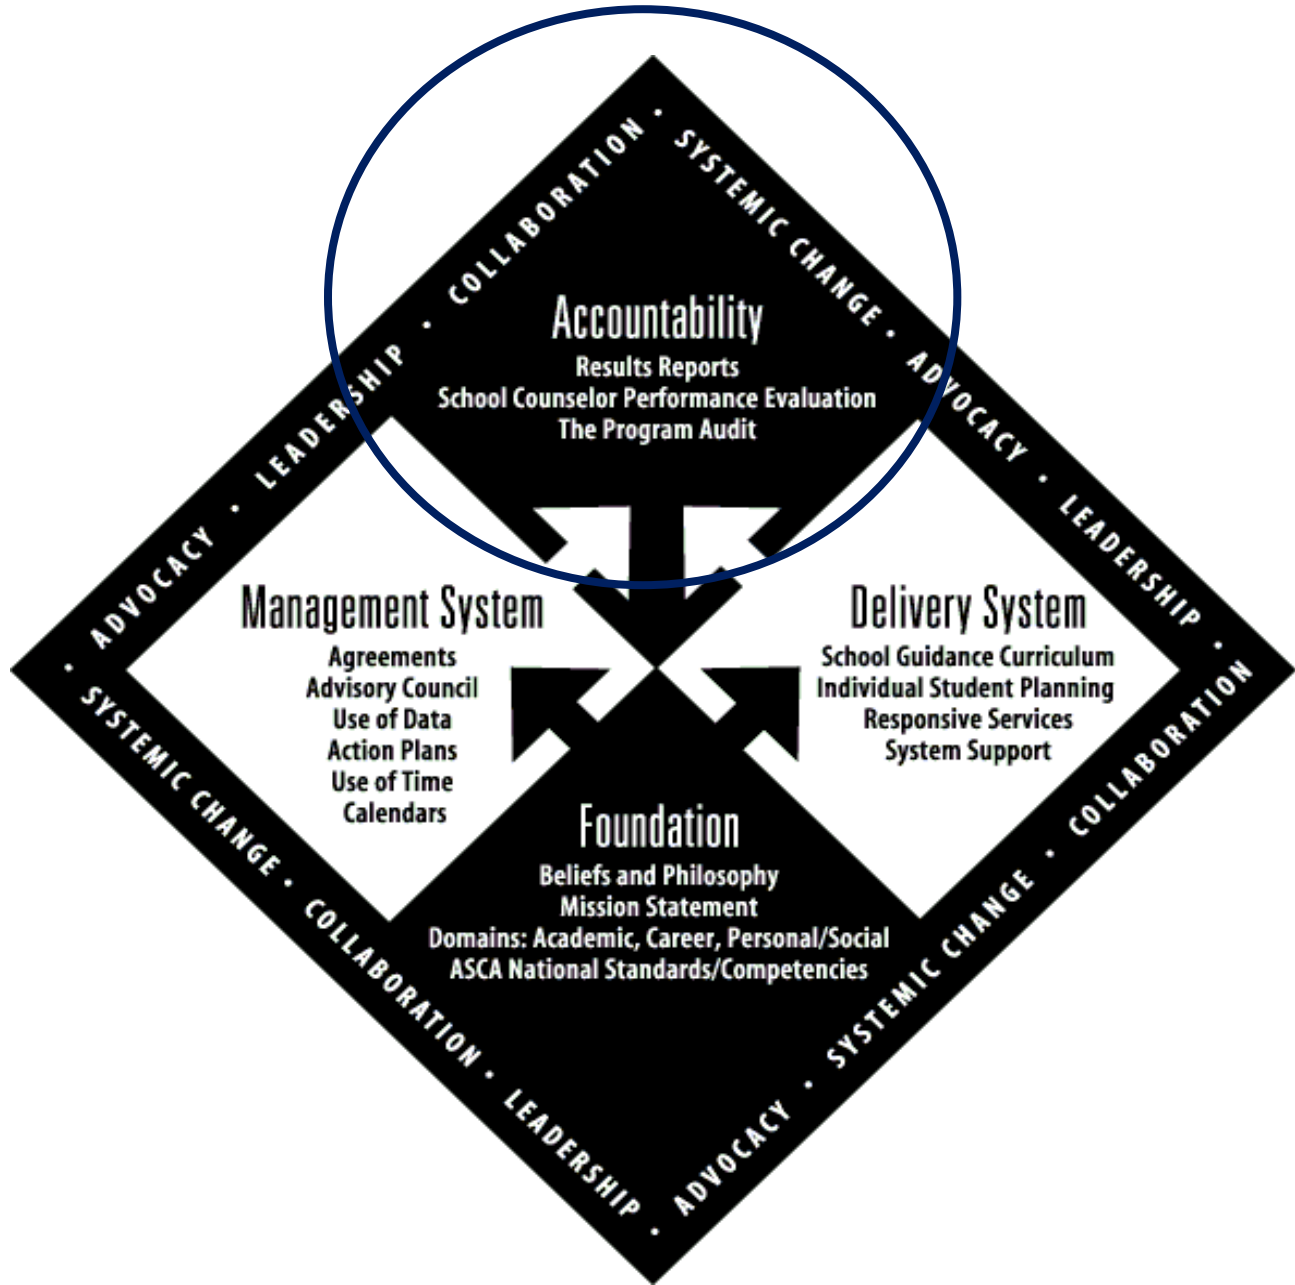 COLLABORATION • SYSTEMIC CHANGE • ADVOCACY • LEADERSHIP •
ADVOCACY • LEADERSHIP •
Accountability
Results Reports
School Counselor Performance Evaluation
The Program Audit
Management System
Agreements
Advisory Council
Use of Data
Action Plans
Use of Time
Calendars
Delivery System
School Guidance Curriculum
Individual Student Planning
Responsive Services
System Support
Foundation
Beliefs and Philosophy
Mission Statement
Domains: Academic, Career, Personal/Social
ASCA National Standards/Competencies
• SYSTEMIC CHANGE • COLLABORATION • LEADERSHIP •
ADVOCACY • SYSTEMIC CHANGE • COLLABORATION